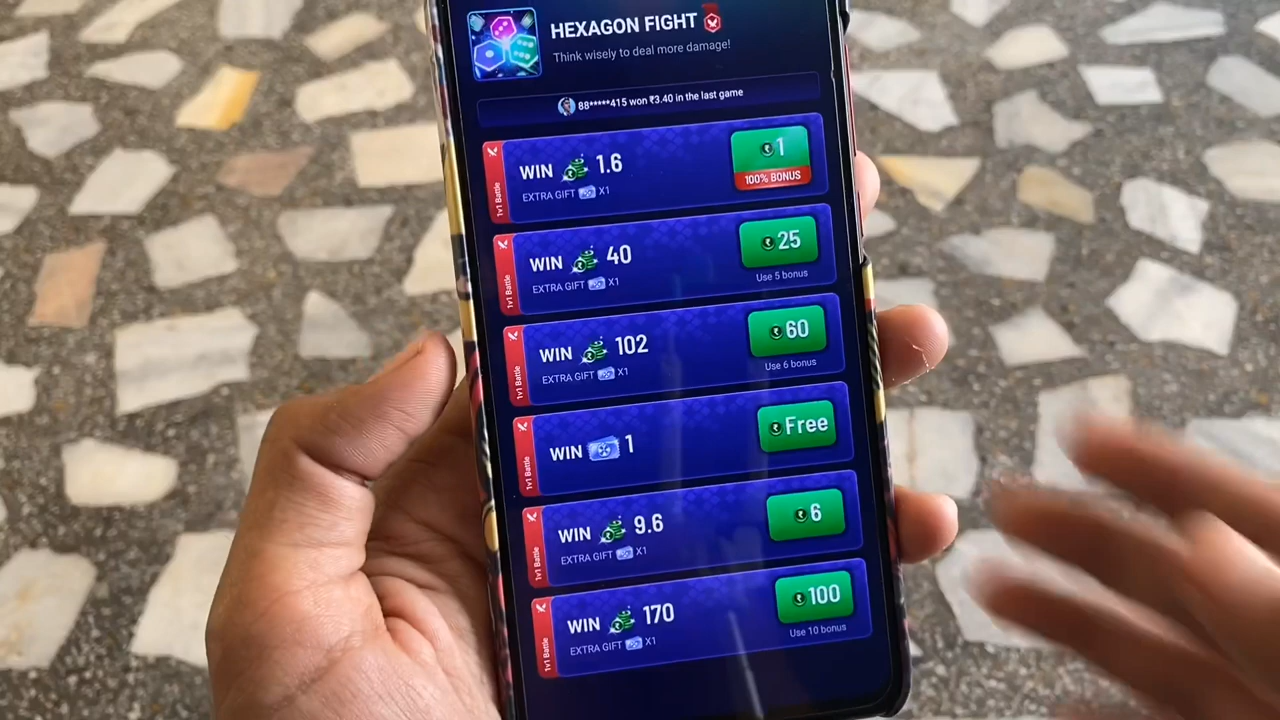 HEXAGON FIGHT
Think wisely to deal more damage!
88*****415 won ₹3.40 in the last game
1v1 Battle
WIN 1.6
EXTRA GIFT X1
₹1
100% BONUS
1v1 Battle
WIN 40
EXTRA GIFT X1
₹25
Use 5 bonus
1v1 Battle
WIN 102
EXTRA GIFT X1
₹60
Use 6 bonus
1v1 Battle
WIN 1
₹Free
1v1 Battle
WIN 9.6
EXTRA GIFT X1
₹6
1v1 Battle
WIN 170
EXTRA GIFT X1
₹100
Use 10 bonus